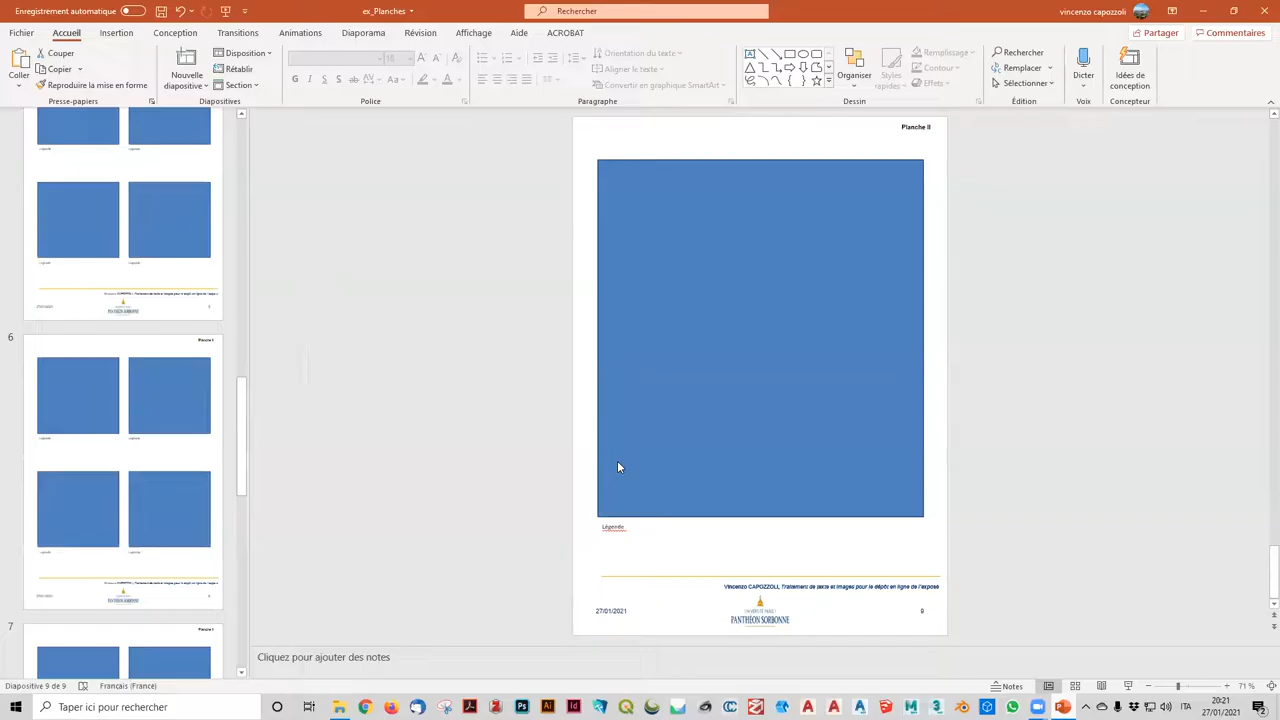 Enregistrement automatique
ex_Planches
Rechercher
vincenzo capozzoli
Fichier
Accueil
Insertion
Conception
Transitions
Animations
Diaporama
Révision
Affichage
Aide
ACROBAT
Partager
Commentaires
Coller
Couper
Copier
Reproduire la mise en forme
Presse-papiers
Nouvelle
diapositive
Disposition
Rétablir
Section
Diapositives
Police
Orientation du texte
Aligner le texte
Convertir en graphique SmartArt
Paragraphe
Organiser
Styles
rapides
Remplissage
Contour
Effets
Dessin
Rechercher
Remplacer
Sélectionner
Édition
Dicter
Voix
Idées de
conception
Concepteur
6
7
Planche II
Légende
Vincenzo CAPOZZOLI, Traitement de texte et images pour le dépôt en ligne de l'exposé
27/01/2021
PANTHÉON SORBONNE
9
Cliquez pour ajouter des notes
Diapositive 9 de 9
Français (France)
Notes
71 %
Taper ici pour rechercher
ITA
20:21
27/01/2021